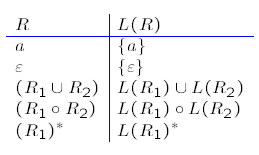 R L(R)
a {a}
ε {ε}
(R₁ ∪ R₂) L(R₁) ∪ L(R₂)
(R₁ ∘ R₂) L(R₁) ∘ L(R₂)
(R₁)* L(R₁)*